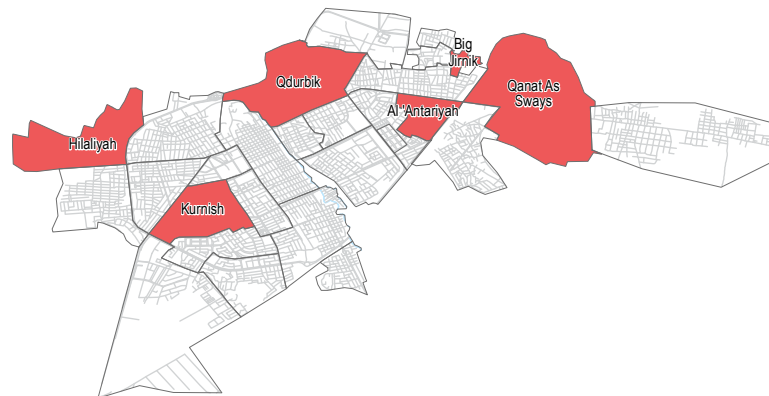 Big
Jirnik
Qdurbik
Qanat As
Sways
Al 'Antariyah
Hilaliyah
Kurnish